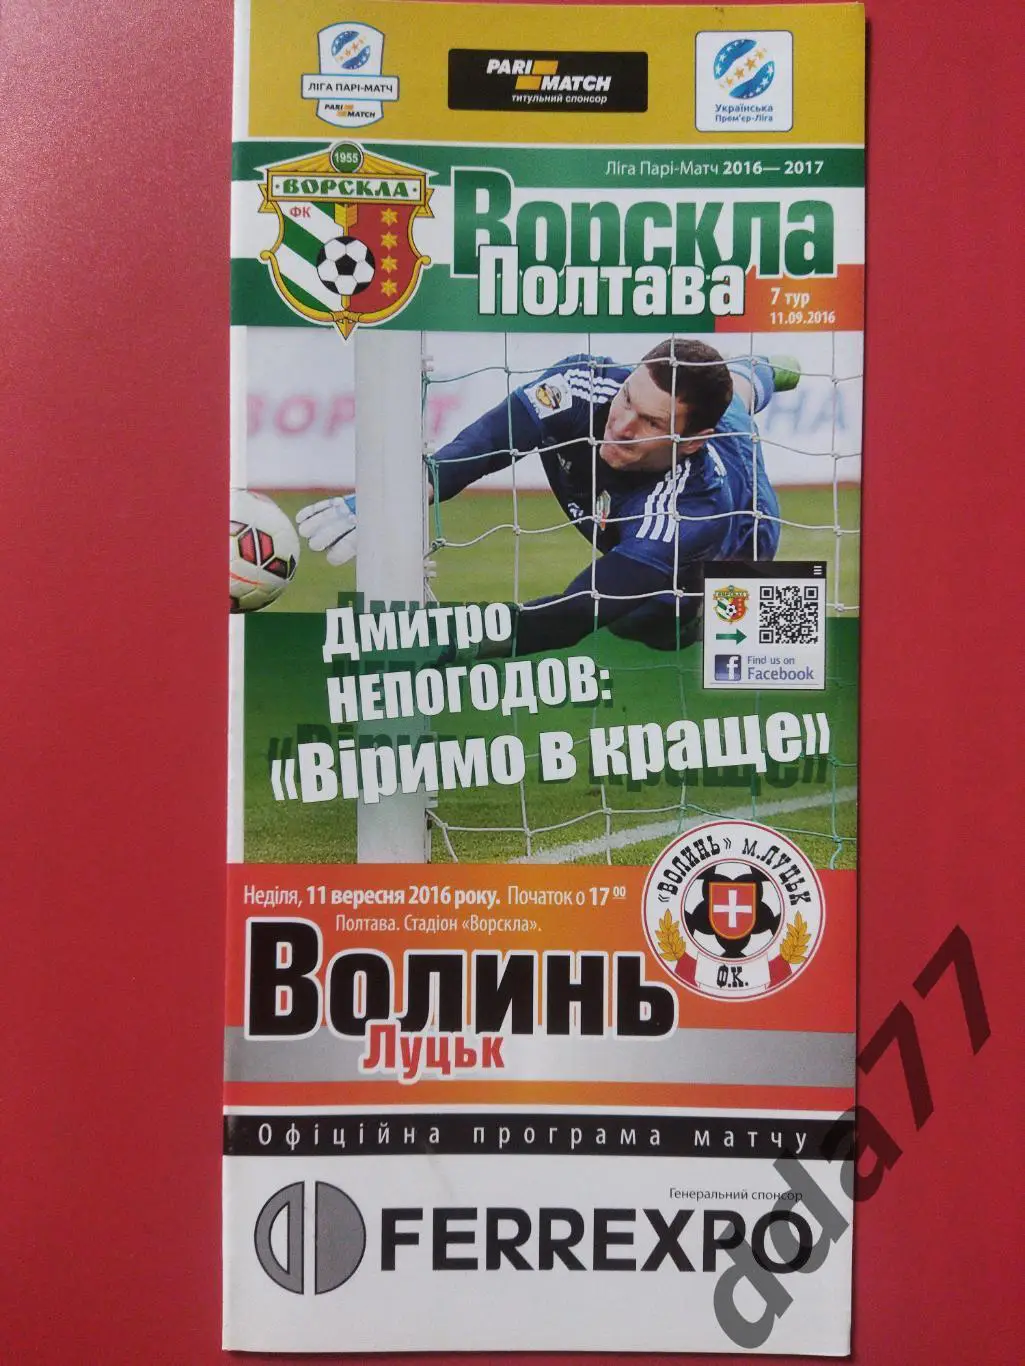 ЛІГА ПАРІ-МАТЧ
PARI MATCH
PARI MATCH
титульний спонсор
Українська
Прем'єр-Ліга
Ліга Парі-Матч 2016—2017
1955
ВОРСКЛА
ФК
Ворскла
Полтава
7 тур
11.09.2016
Дмитро
НЕПОГОДОВ:
«Віримо в краще»
ВОРСКЛА
Find us on
Facebook
Неділя, 11 вересня 2016 року. Початок о 17 00
Полтава. Стадіон «Ворскла».
«ВОЛИНЬ» М.ЛУЦЬК
Ф.К.
Волинь
Луцьк
Офіційна програма матчу
Генеральний спонсор
FERREXPO
dda77